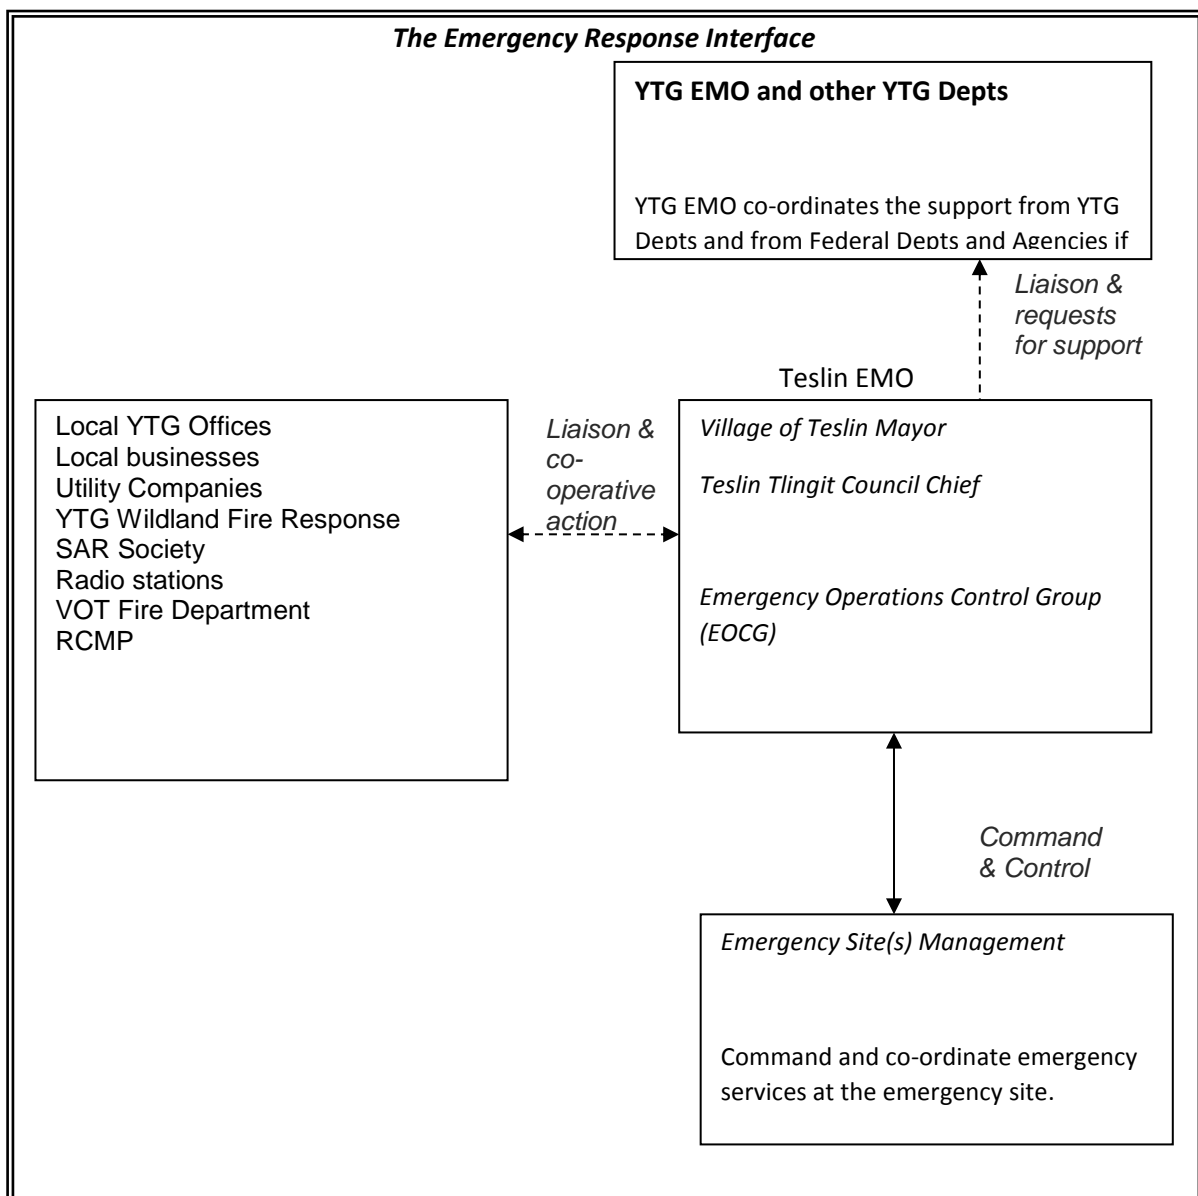 The Emergency Response Interface
YTG EMO and other YTG Depts
YTG EMO co-ordinates the support from YTG
Depts and from Federal Depts and Agencies if
Liaison &
requests
for support
Teslin EMO
Local YTG Offices
Local businesses
Utility Companies
YTG Wildland Fire Response
SAR Society
Radio stations
VOT Fire Department
RCMP
Liaison &
co-
operative
action
Village of Teslin Mayor
Teslin Tlingit Council Chief
Emergency Operations Control Group
(EOCG)
Command
& Control
Emergency Site(s) Management
Command and co-ordinate emergency
services at the emergency site.